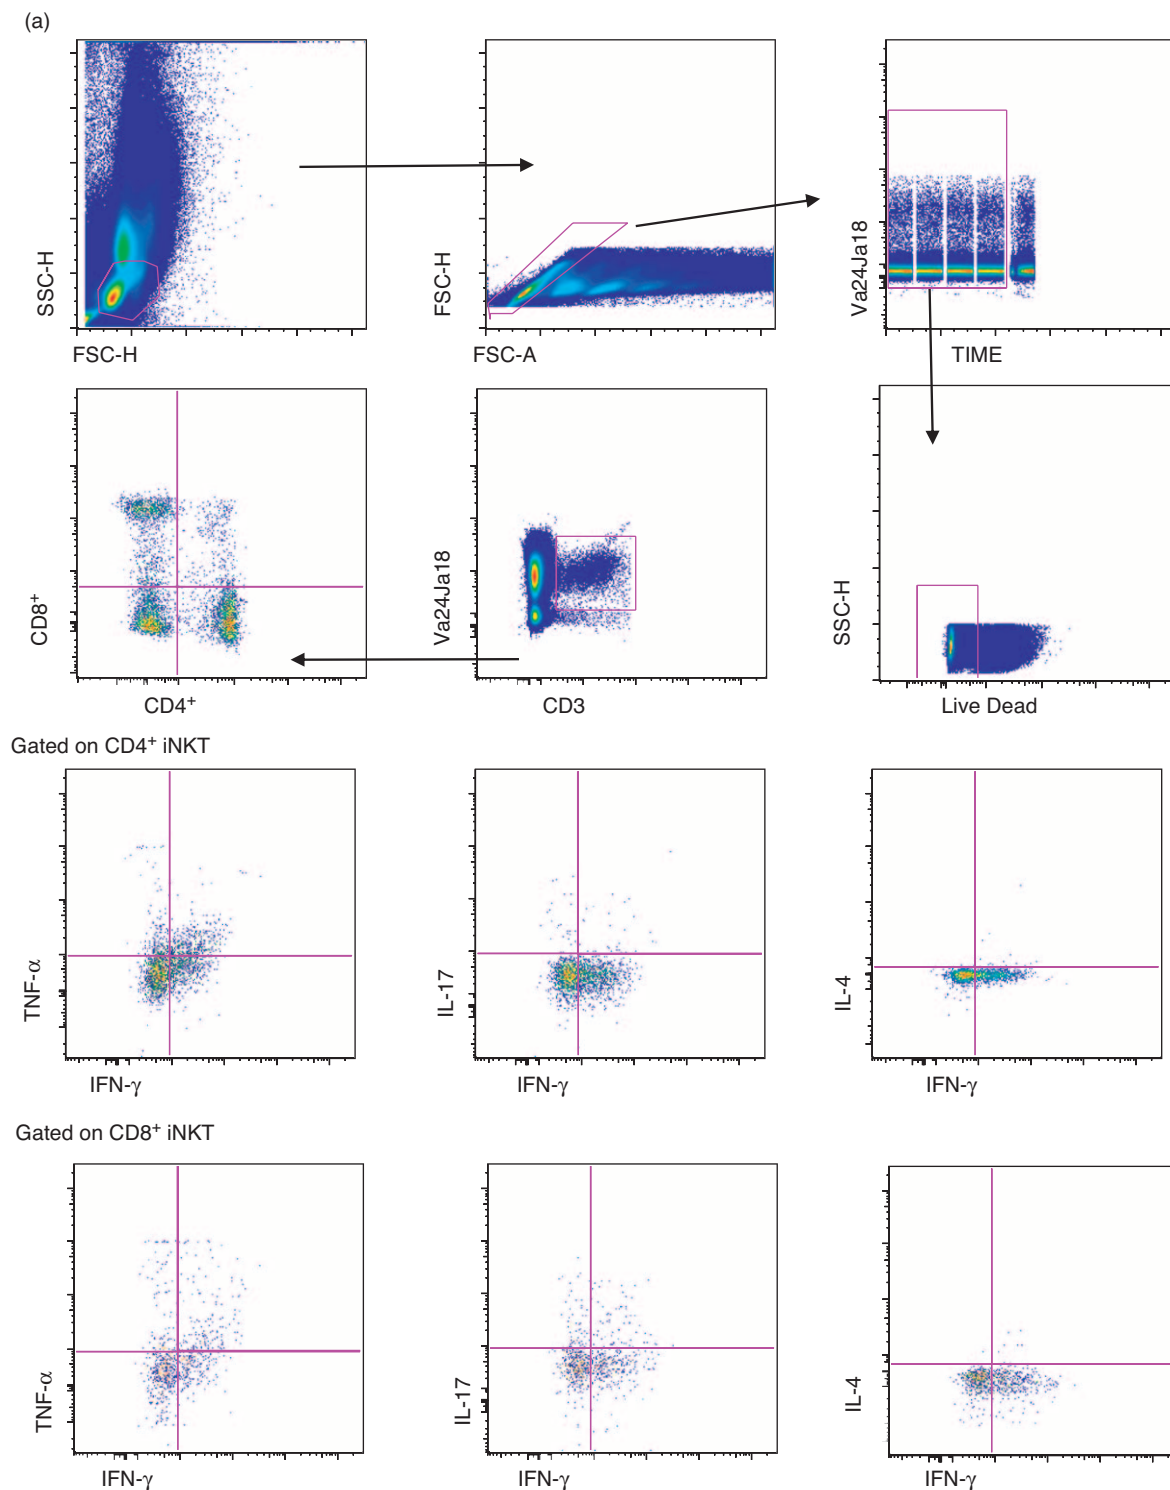 (a)
SSC-H
FSC-H
FSC-H
FSC-A
Va24Ja18
TIME
CD8+
CD4+
Va24Ja18
CD3
SSC-H
Live Dead
Gated on CD4+ iNKT
TNF-α
IFN-γ
IL-17
IFN-γ
IL-4
IFN-γ
Gated on CD8+ iNKT
TNF-α
IFN-γ
IL-17
IFN-γ
IL-4
IFN-γ